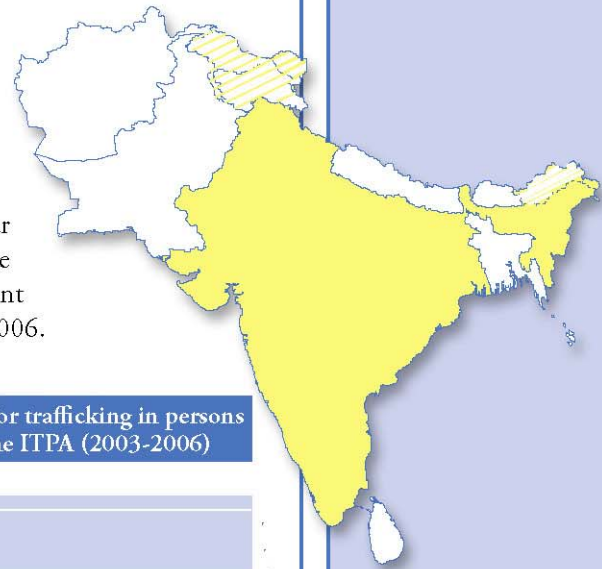 nt
006.
or trafficking in persons
he ITPA (2003-2006)